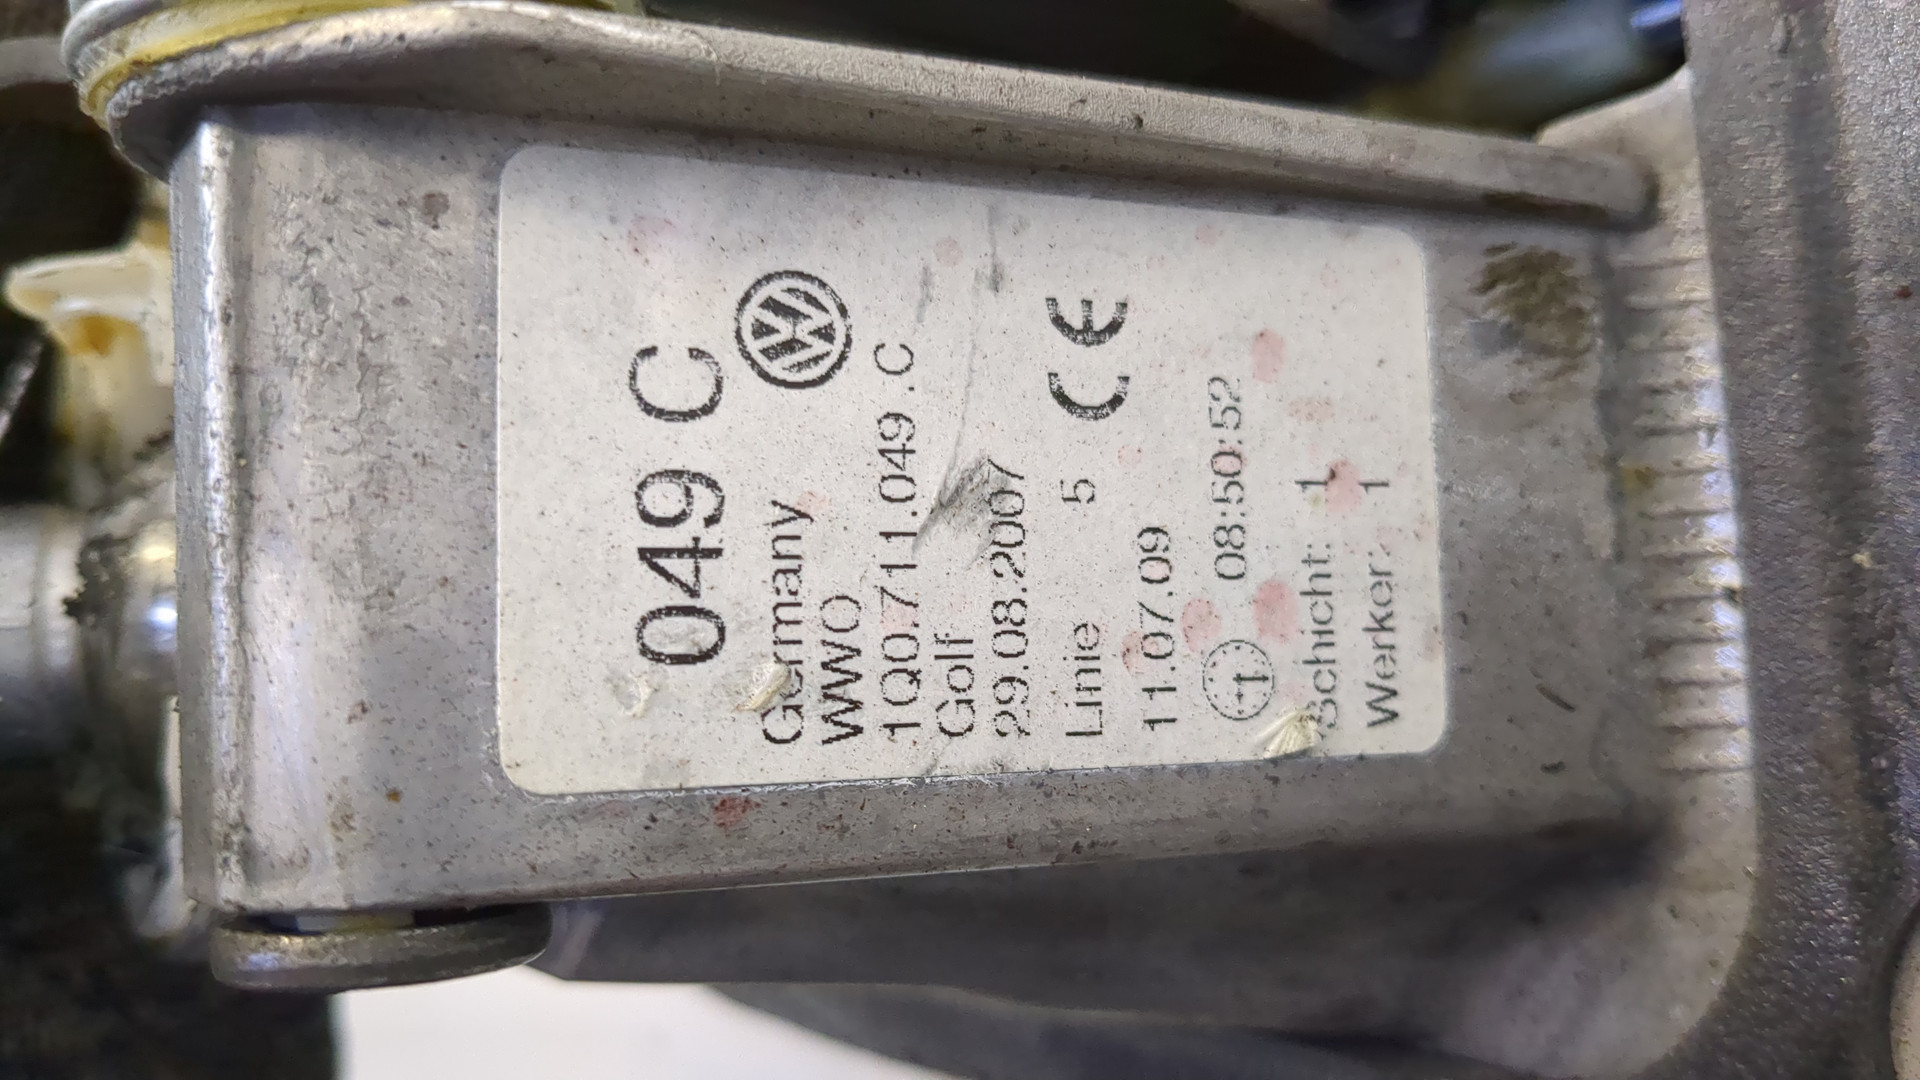 049 C
Germany
WWO
1Q0.711.049 .C
Golf
29.08.2007
Linie 5 CE
11.07.09
08:50:52
Schicht: 1
Werker: 1